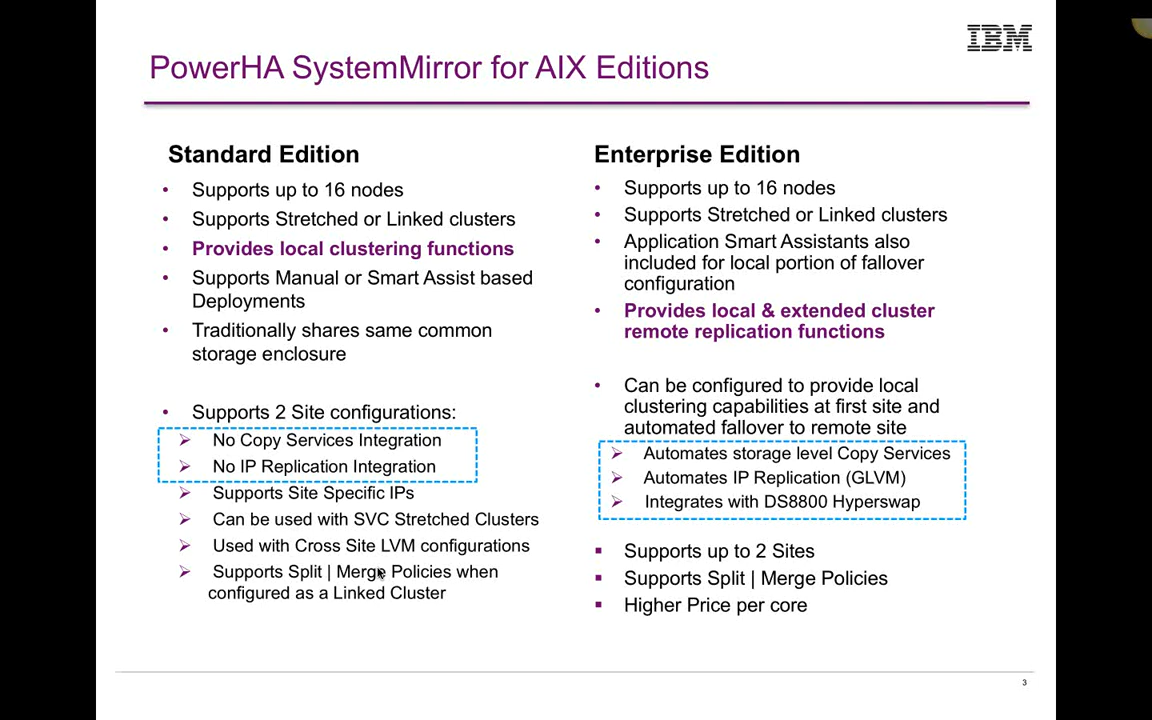 IBM
PowerHA SystemMirror for AIX Editions
Standard Edition
• Supports up to 16 nodes
• Supports Stretched or Linked clusters
• Provides local clustering functions
• Supports Manual or Smart Assist based
Deployments
• Traditionally shares same common
storage enclosure
• Supports 2 Site configurations:
➢ No Copy Services Integration
➢ No IP Replication Integration
➢ Supports Site Specific IPs
➢ Can be used with SVC Stretched Clusters
➢ Used with Cross Site LVM configurations
➢ Supports Split | Merge Policies when
configured as a Linked Cluster
Enterprise Edition
• Supports up to 16 nodes
• Supports Stretched or Linked clusters
• Application Smart Assistants also
included for local portion of fallover
configuration
• Provides local & extended cluster
remote replication functions
• Can be configured to provide local
clustering capabilities at first site and
automated fallover to remote site
➢ Automates storage level Copy Services
➢ Automates IP Replication (GLVM)
➢ Integrates with DS8800 Hyperswap
▪ Supports up to 2 Sites
▪ Supports Split | Merge Policies
▪ Higher Price per core
3